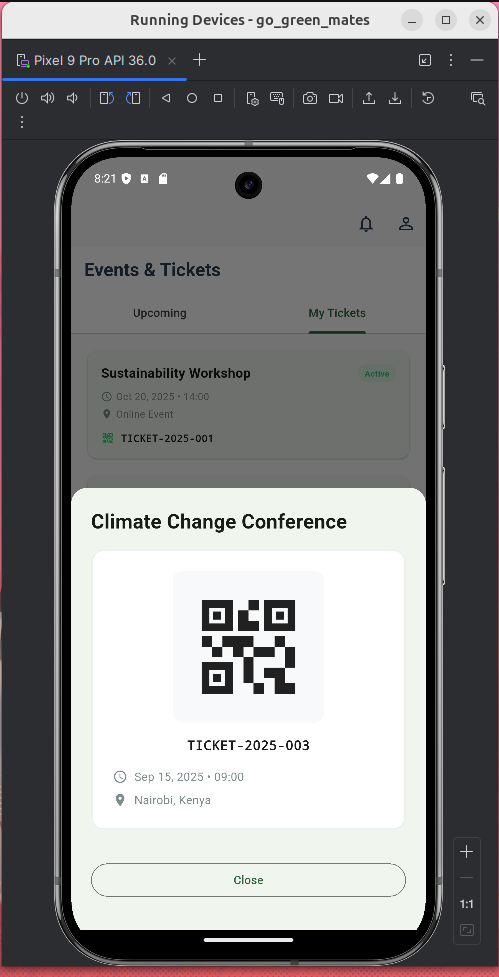 Running Devices - go_green_mates
Pixel 9 Pro API 36.0
8:21
Events & Tickets
Upcoming
My Tickets
Sustainability Workshop
Active
Oct 20, 2025 • 14:00
Online Event
TICKET-2025-001
Climate Change Conference
TICKET-2025-003
Sep 15, 2025 • 09:00
Nairobi, Kenya
Close
1:1